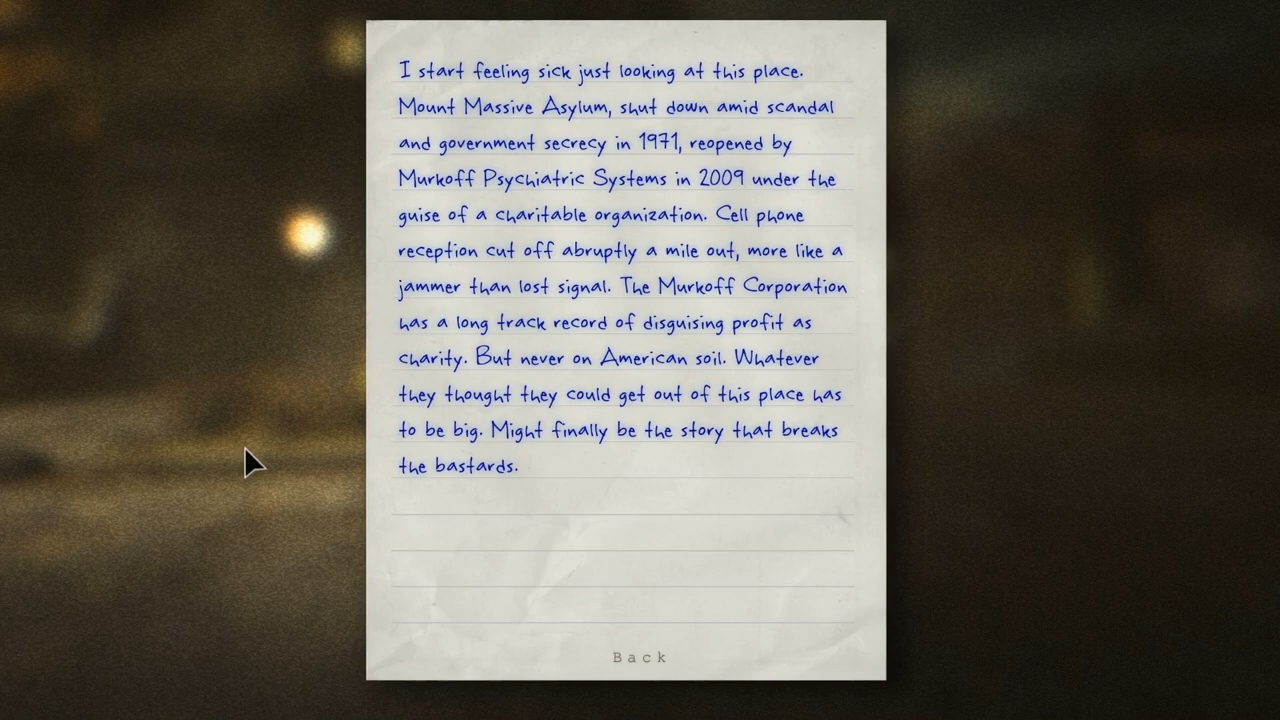 I start feeling sick just looking at this place.
Mount Massive Asylum, shut down amid scandal
and government secrecy in 1971, reopened by
Murkoff Psychiatric Systems in 2009 under the
guise of a charitable organization. Cell phone
reception cut off abruptly a mile out, more like a
jammer than lost signal. The Murkoff Corporation
has a long track record of disguising profit as
charity. But never on American soil. Whatever
they thought they could get out of this place has
to be big. Might finally be the story that breaks
the bastards.
Back